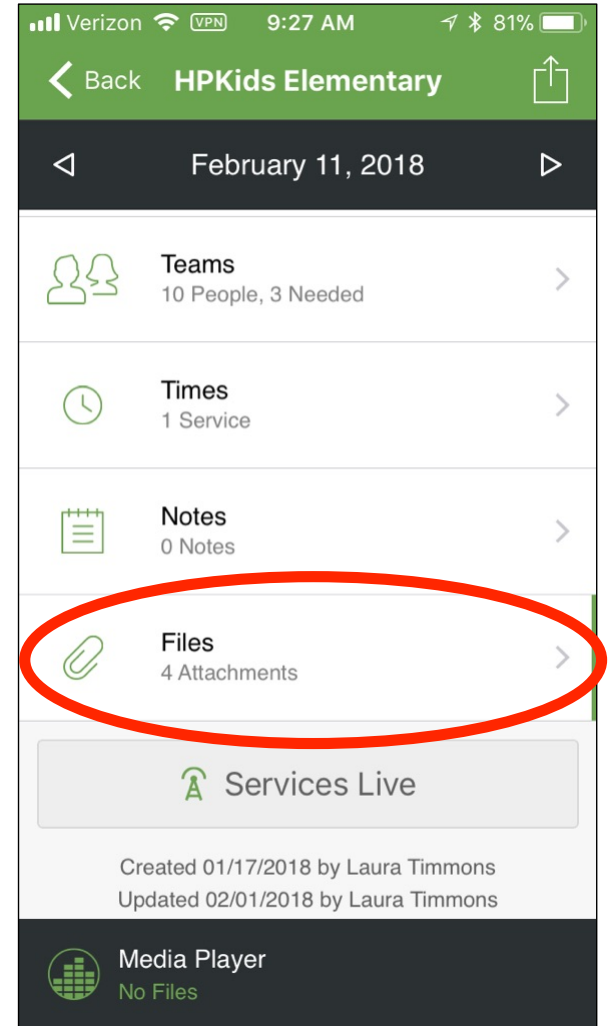 Verizon VPN 9:27 AM 81%
Back HPKids Elementary
February 11, 2018
Teams
10 People, 3 Needed
Times
1 Service
Notes
0 Notes
Files
4 Attachments
Services Live
Created 01/17/2018 by Laura Timmons
Updated 02/01/2018 by Laura Timmons
Media Player
No Files